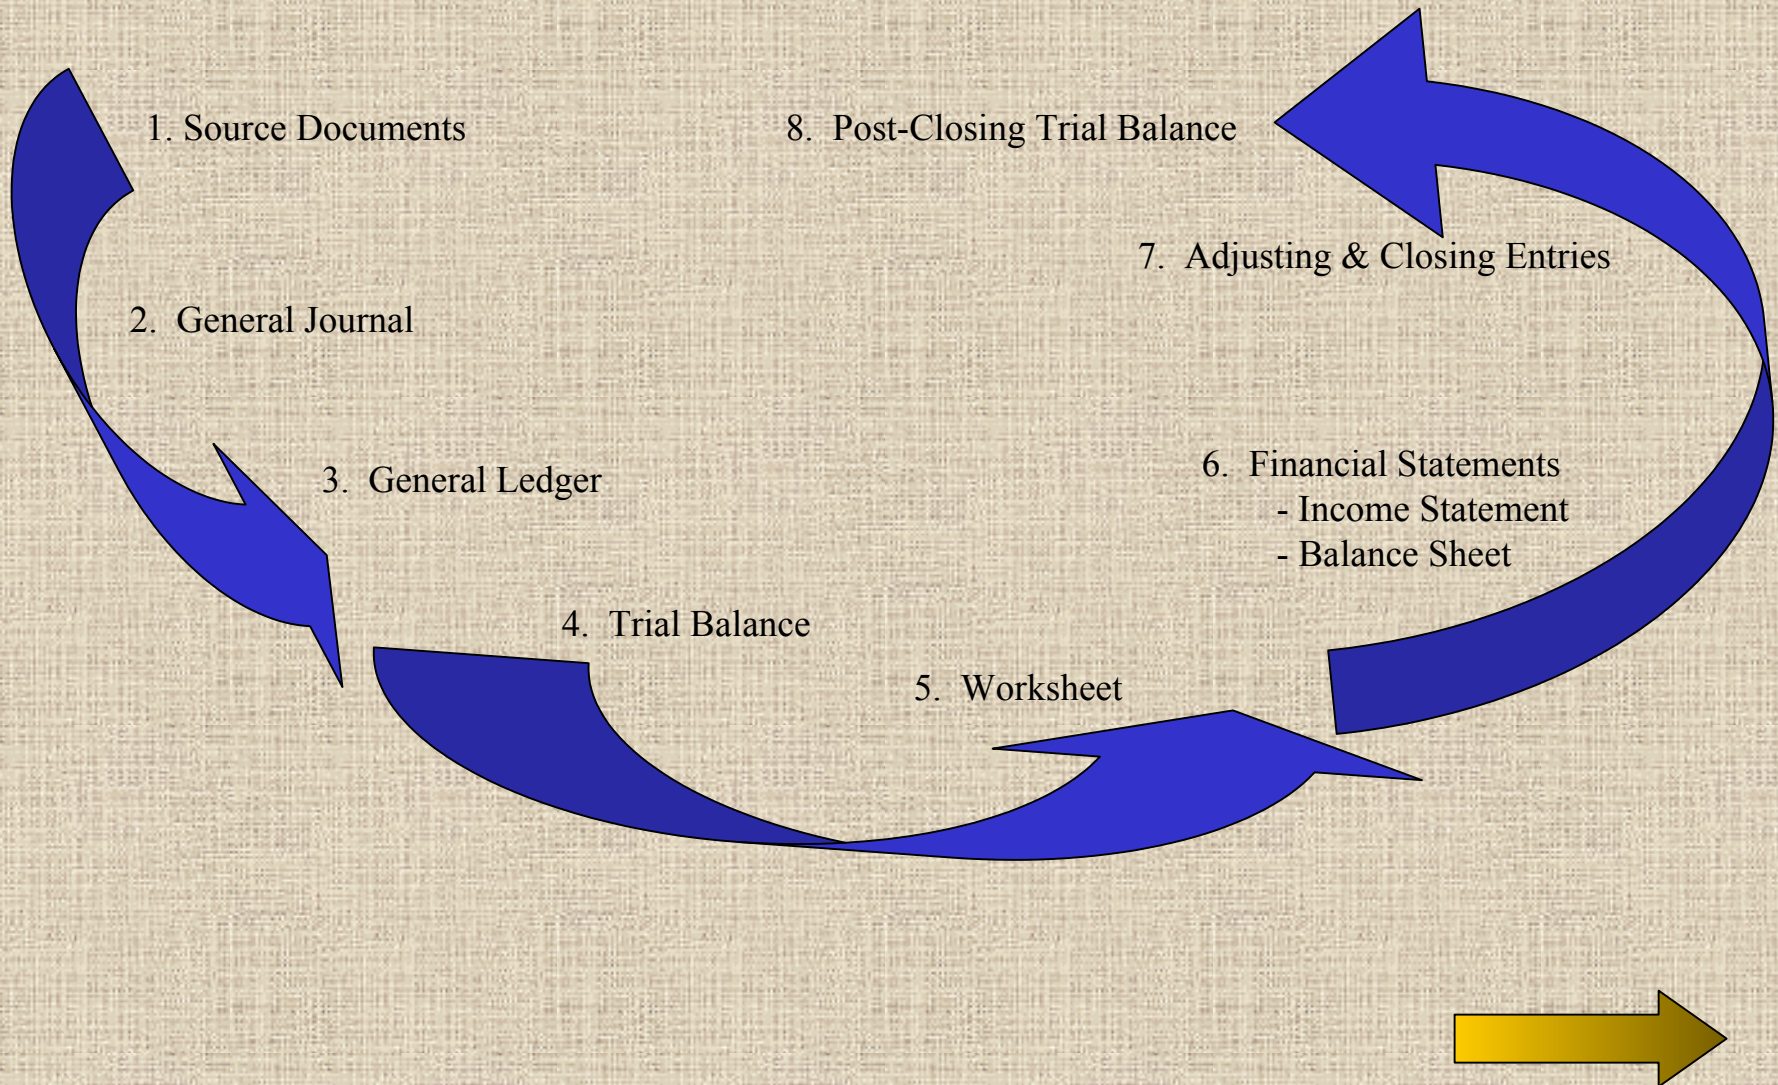 1. Source Documents
2. General Journal
3. General Ledger
4. Trial Balance
5. Worksheet
6. Financial Statements
- Income Statement
- Balance Sheet
7. Adjusting & Closing Entries
8. Post-Closing Trial Balance